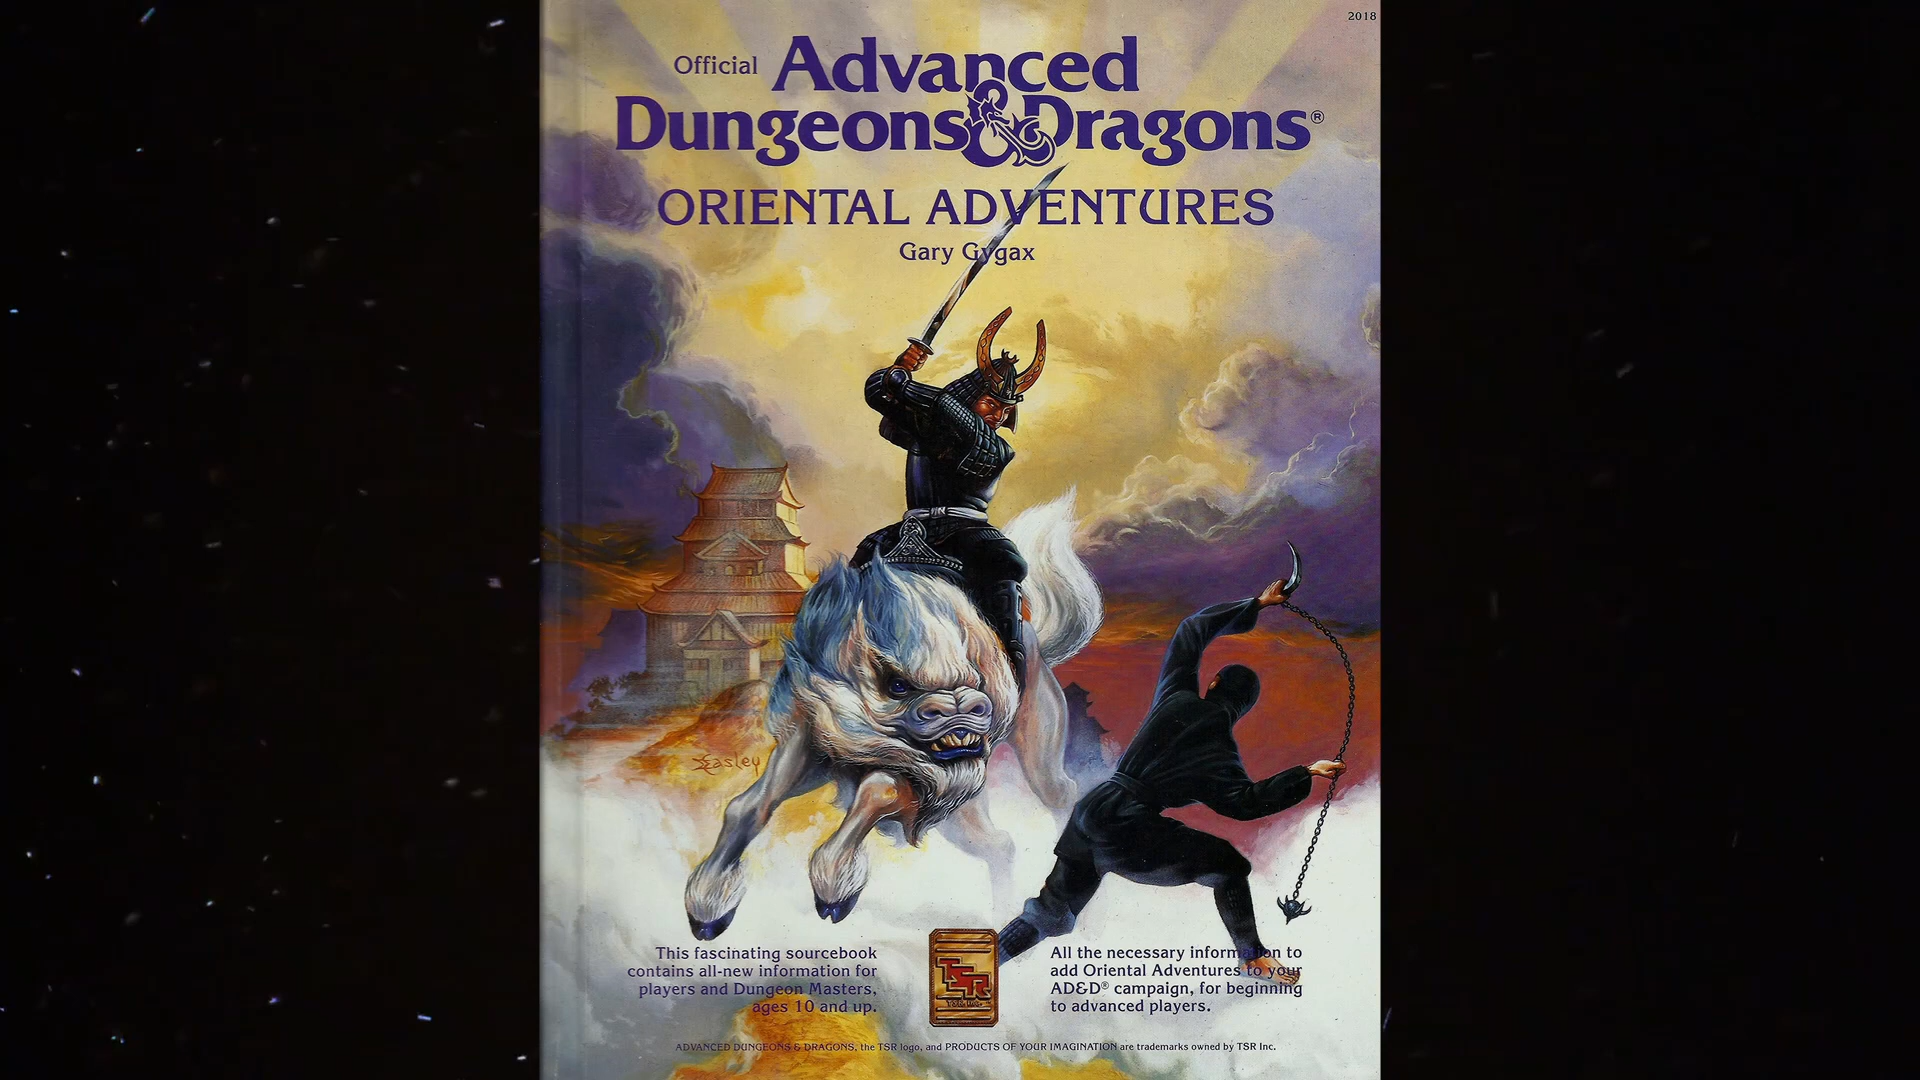 2018
Official Advanced
Dungeons & Dragons®
ORIENTAL ADVENTURES
Gary Gygax
Easley
This fascinating sourcebook
contains all-new information for
players and Dungeon Masters,
ages 10 and up.
TSR
All the necessary information to
add Oriental Adventures to your
AD&D® campaign, for beginning
to advanced players.
ADVANCED DUNGEONS & DRAGONS, the TSR logo, and PRODUCTS OF YOUR IMAGINATION are trademarks owned by TSR Inc.